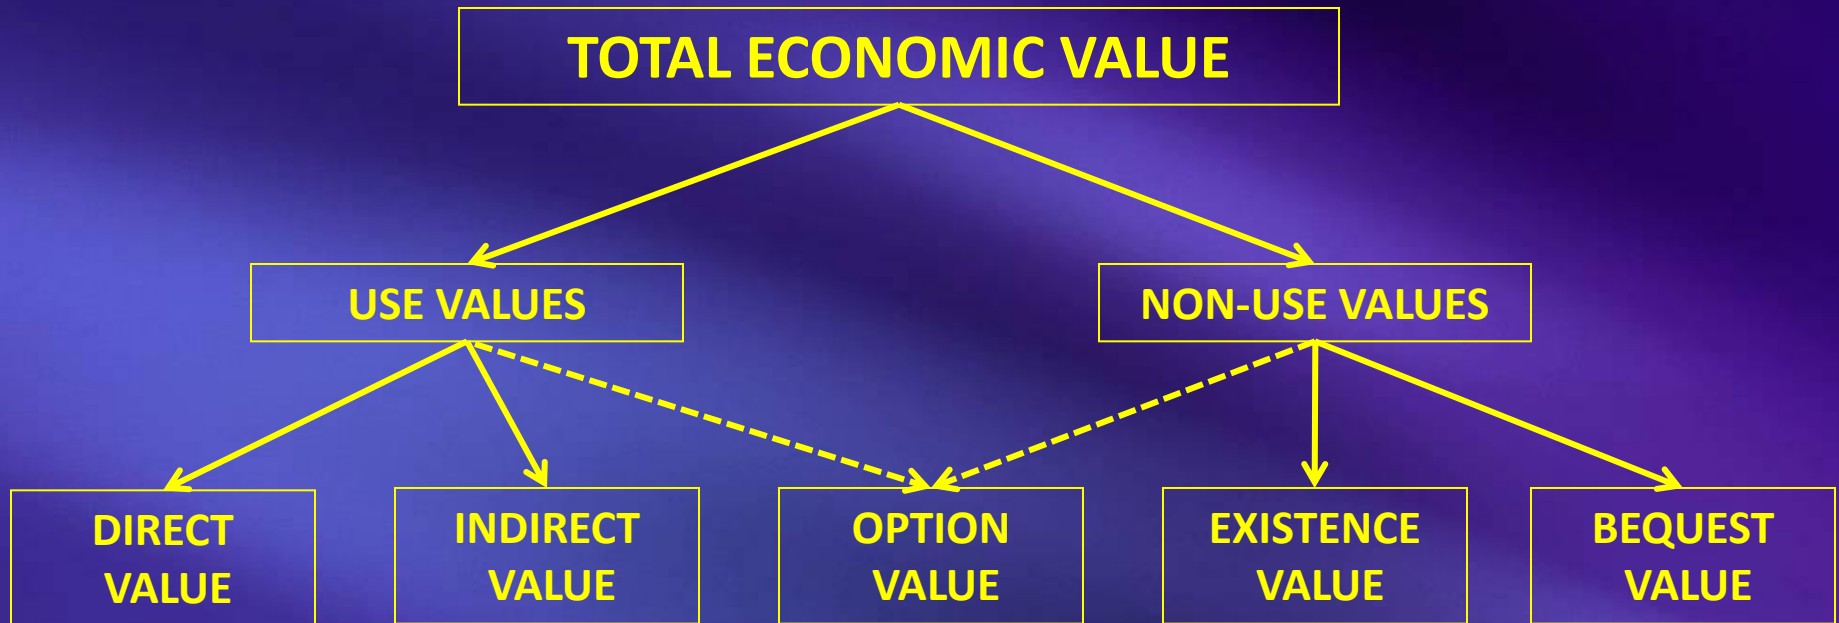 TOTAL ECONOMIC VALUE
USE VALUES
NON-USE VALUES
DIRECT
VALUE
INDIRECT
VALUE
OPTION
VALUE
EXISTENCE
VALUE
BEQUEST
VALUE